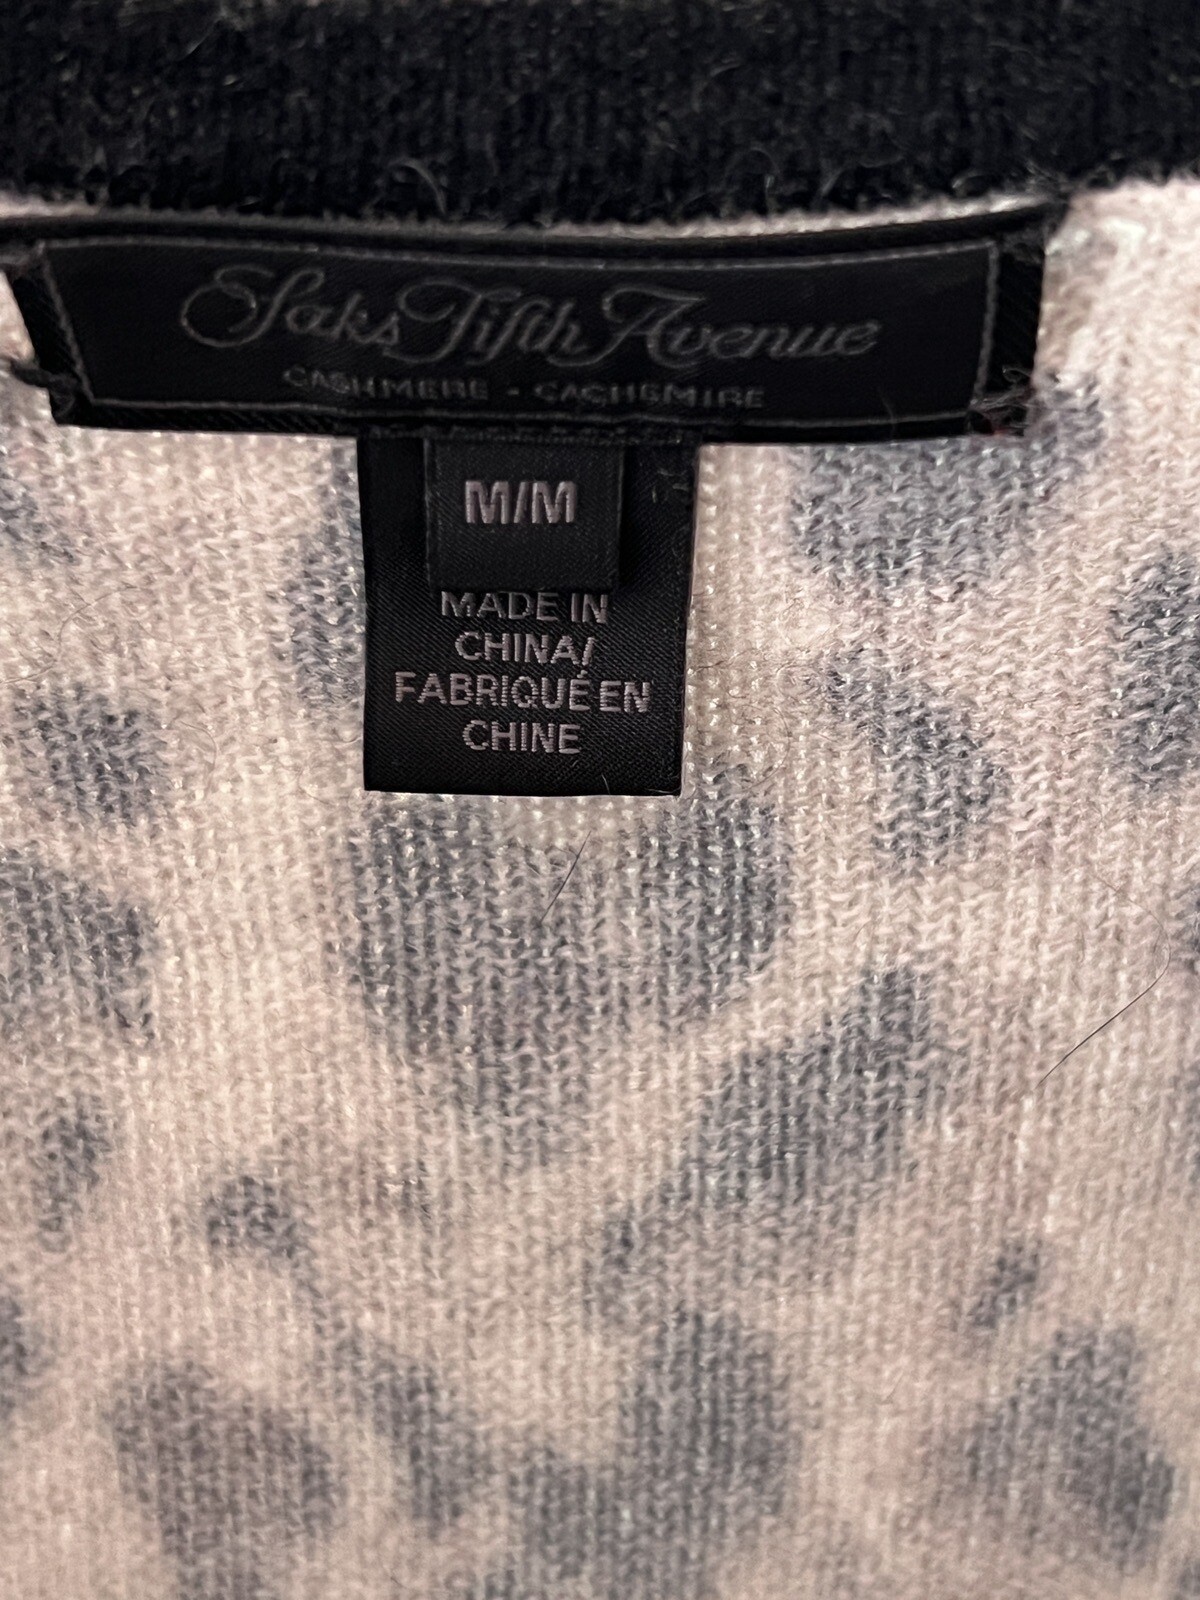 Saks Fifth Avenue
CASHMERE - CACHEMIRE
M/M
MADE IN
CHINA/
FABRIQUÉ EN
CHINE